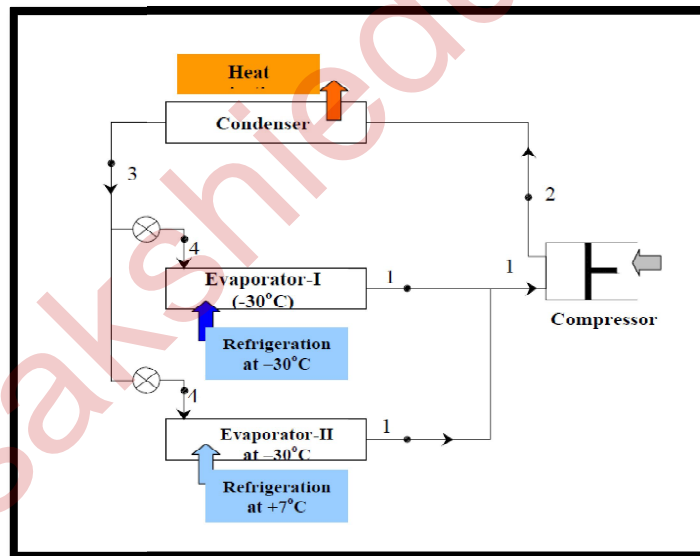 Heat
Condenser
3
2
4
Evaporator-I
(-30°C)
1
1
Compressor
Refrigeration
at −30°C
4
Evaporator-II
at −30°C
1
Refrigeration
at +7°C